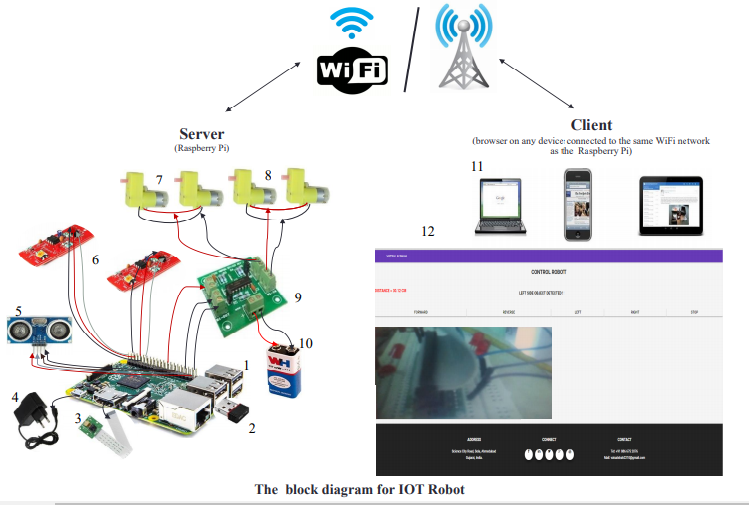 WiFi
Server
(Raspberry Pi)
Client
(browser on any device connected to the same WiFi network
as the Raspberry Pi)
7
8
11
12
6
9
5
10
1
4
3
2
CONTROL ROBOTT
LEFT SIDE OBJECT DETECTED!
FORWARD
REVERSE
LEFT
RIGHT
STOP
ADDRESS
CONNECT
CONTACT
The block diagram for IOT Robot